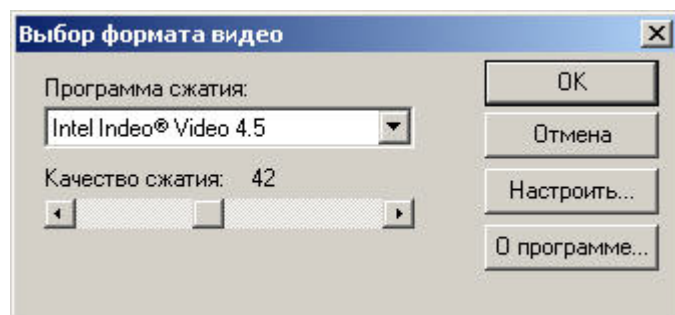 Выбор формата видео
Программа сжатия:
Intel Indeo® Video 4.5
Качество сжатия: 42
OK
Отмена
Настроить...
О программе...